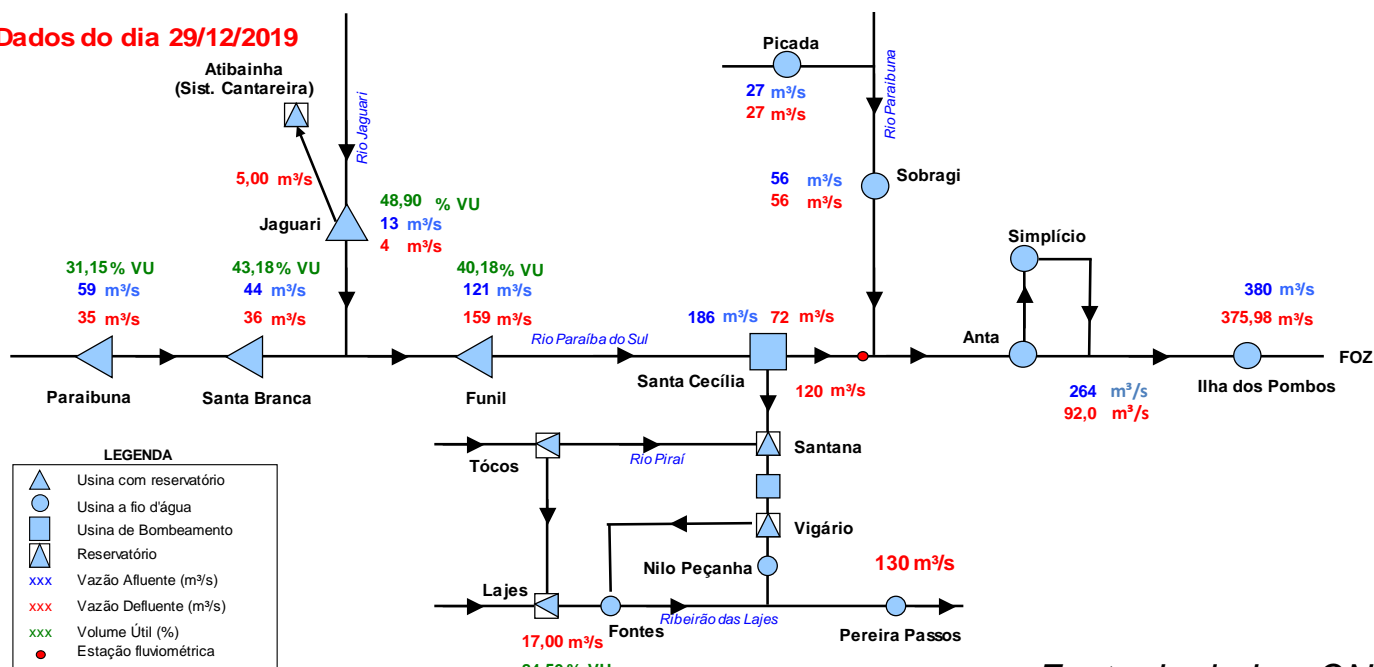 Dados do dia 29/12/2019
Atibainha
(Sist. Cantareira)
Rio Jaguari
5,00 m³/s
Jaguari
48,90 % VU
13 m³/s
4 m³/s
Picada
27 m³/s
27 m³/s
Rio Paraibuna
56 m³/s
56 m³/s
Sobragi
31,15% VU
59 m³/s
35 m³/s
Paraibuna
43,18% VU
44 m³/s
36 m³/s
Santa Branca
40,18% VU
121 m³/s
159 m³/s
Funil
Rio Paraíba do Sul
186 m³/s 72 m³/s
Santa Cecília
120 m³/s
Simplício
Anta
264 m³/s
92,0 m³/s
380 m³/s
375,98 m³/s
Ilha dos Pombos
FOZ
Tócos
Rio Piraí
Santana
Vigário
Nilo Peçanha
130 m³/s
Lajes
Fontes
Ribeirão das Lajes
Pereira Passos
17,00 m³/s
LEGENDA
Usina com reservatório
Usina a fio d'água
Usina de Bombeamento
Reservatório
xxx Vazão Afluente (m³/s)
xxx Vazão Defluente (m³/s)
xxx Volume Útil (%)
Estação fluviométrica